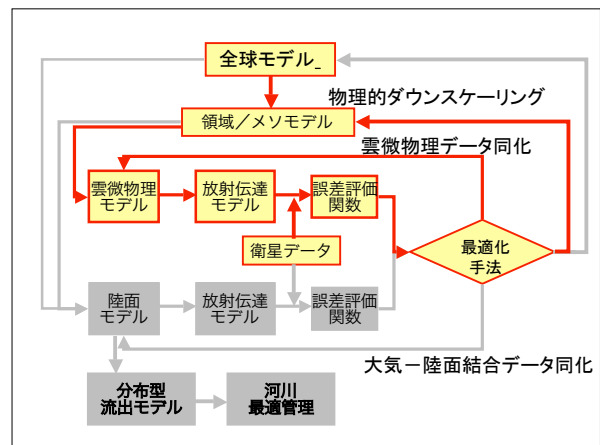 全球モデル_
物理的ダウンスケーリング
領域／メソモデル
雲微物理データ同化
雲微物理
モデル
放射伝達
モデル
誤差評価
関数
衛星データ
最適化
手法
陸面
モデル
放射伝達
モデル
誤差評価
関数
大気－陸面結合データ同化
分布型
流出モデル
河川
最適管理